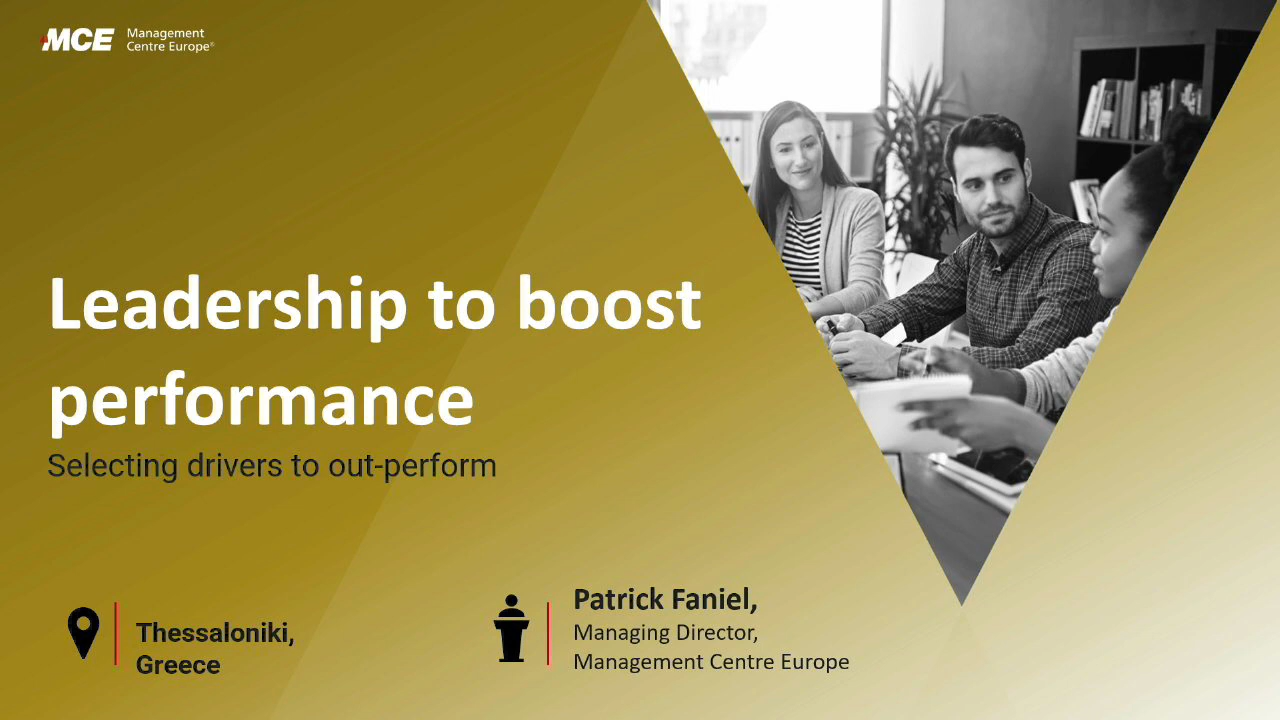 MCE Management
Centre Europe®
Leadership to boost
performance
Selecting drivers to out-perform
Thessaloniki,
Greece
Patrick Faniel,
Managing Director,
Management Centre Europe